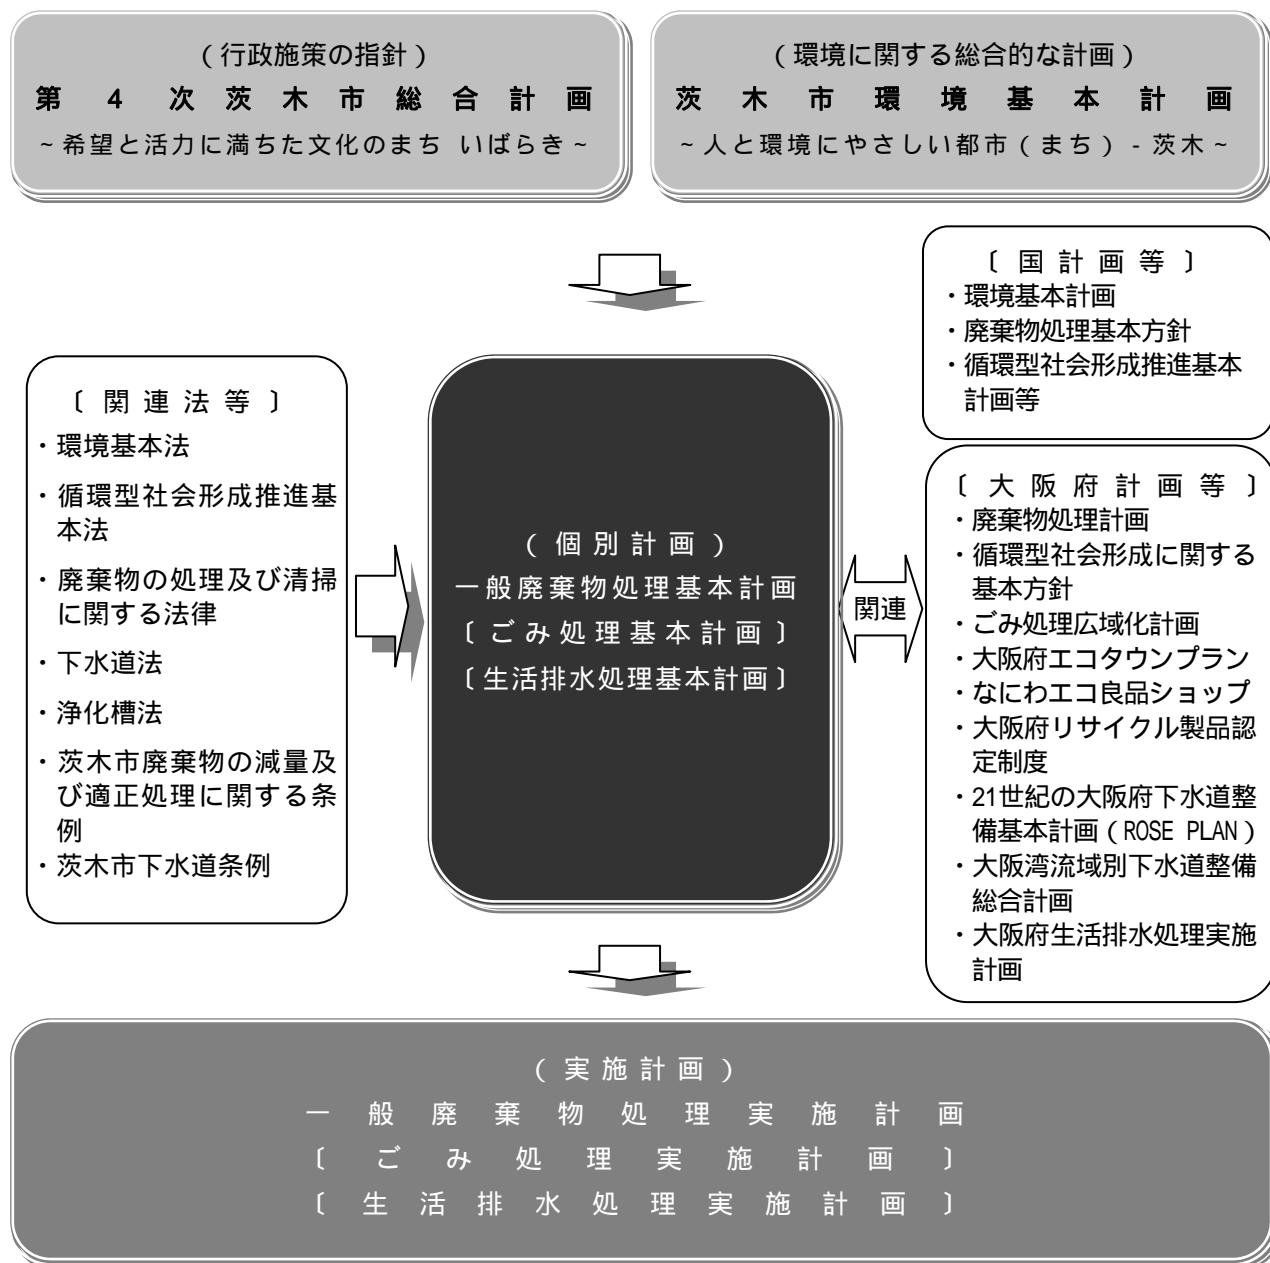 (行政施策の指針)
第4次茨木市総合計画
~希望と活力に満ちた文化のまち いばらき~
(環境に関する総合的な計画)
茨木市環境基本計画
~人と環境にやさしい都市(まち)-茨木~
〔国計画等〕
・環境基本計画
・廃棄物処理基本方針
・循環型社会形成推進基本
計画等
〔関連法等〕
・環境基本法
・循環型社会形成推進基
本法
・廃棄物の処理及び清掃
に関する法律
・下水道法
・浄化槽法
・茨木市廃棄物の減量及
び適正処理に関する条
例
・茨木市下水道条例
(個別計画)
一般廃棄物処理基本計画
〔ごみ処理基本計画〕
〔生活排水処理基本計画〕
関連
〔大阪府計画等〕
・廃棄物処理計画
・循環型社会形成に関する
基本方針
・ごみ処理広域化計画
・大阪府エコタウンプラン
・なにわエコ良品ショップ
・大阪府リサイクル製品認
定制度
・21世紀の大阪府下水道整
備基本計画(ROSE PLAN)
・大阪湾流域別下水道整備
総合計画
・大阪府生活排水処理実施
計画
(実施計画)
一般廃棄物処理実施計画
〔ごみ処理実施計画〕
〔生活排水処理実施計画〕